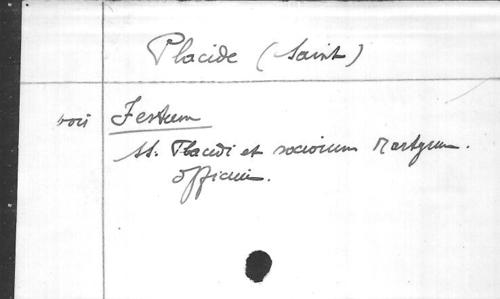 Placide (Saint)
voir Festum
SS. Placidi et sociorum Martyrum.
Officium.